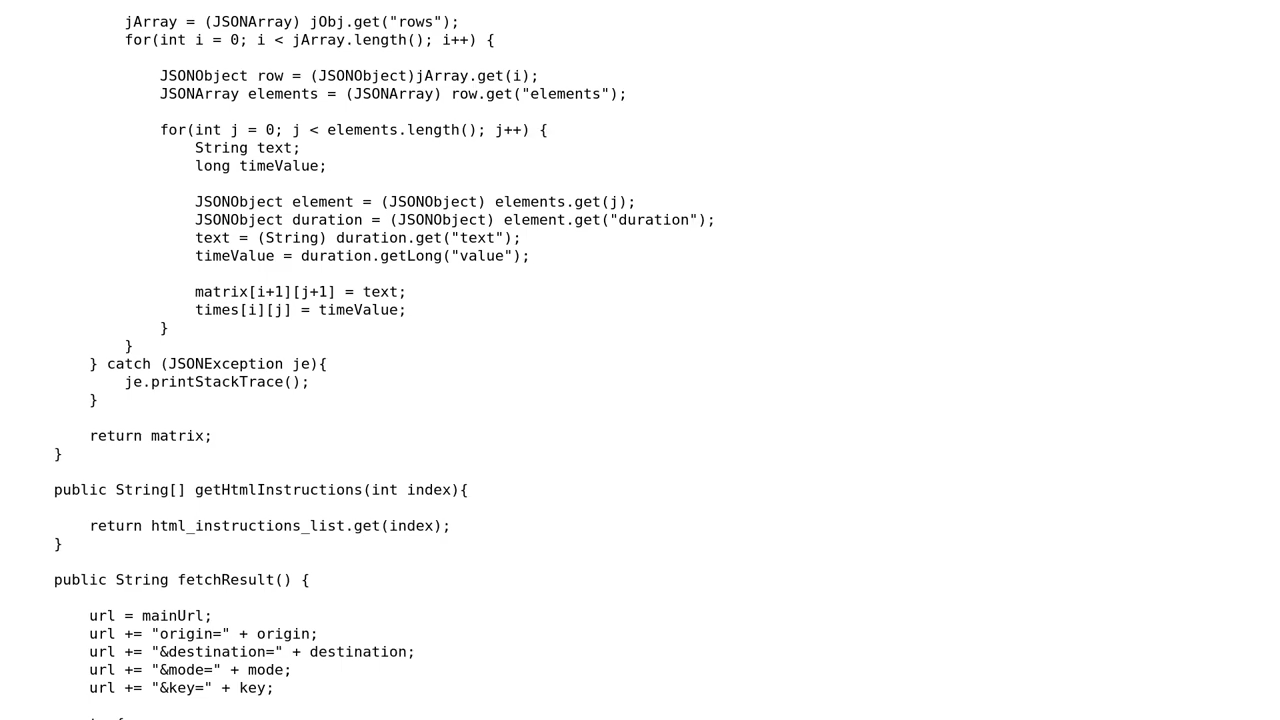 jArray = (JSONArray) jObj.get("rows");
for(int i = 0; i < jArray.length(); i++) {
JSONObject row = (JSONObject)jArray.get(i);
JSONArray elements = (JSONArray) row.get("elements");
for(int j = 0; j < elements.length(); j++) {
String text;
long timeValue;
JSONObject element = (JSONObject) elements.get(j);
JSONObject duration = (JSONObject) element.get("duration");
text = (String) duration.get("text");
timeValue = duration.getLong("value");
matrix[i+1][j+1] = text;
times[i][j] = timeValue;
}
}
} catch (JSONException je){
je.printStackTrace();
}
return matrix;
}
public String[] getHtmlInstructions(int index){
return html_instructions_list.get(index);
}
public String fetchResult() {
url = mainUrl;
url += "origin=" + origin;
url += "&destination=" + destination;
url += "&mode=" + mode;
url += "&key=" + key;